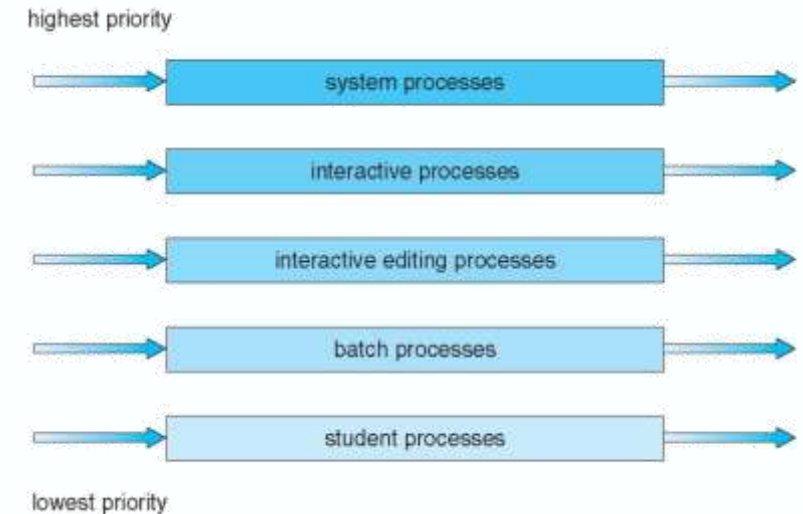 highest priority
system processes
interactive processes
interactive editing processes
batch processes
student processes
lowest priority